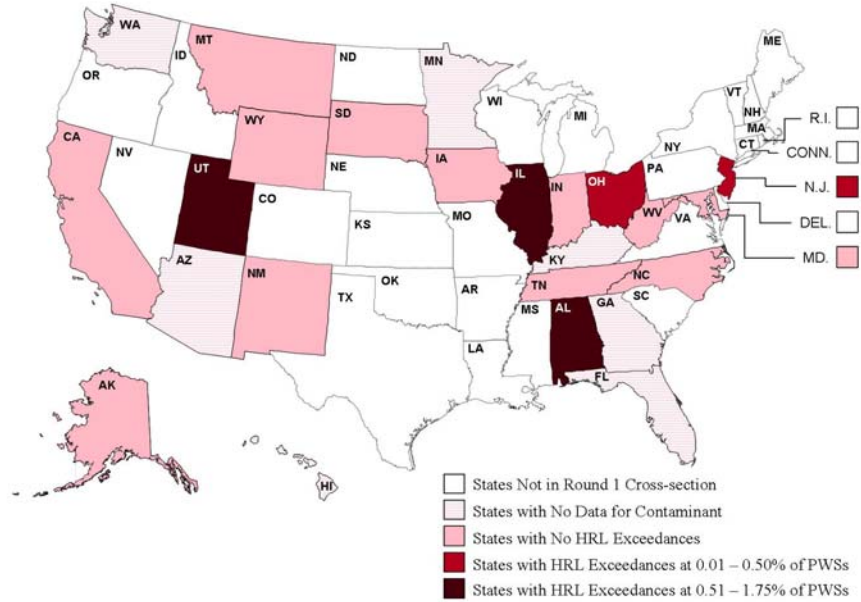 WA
MT
ND
MN
ME
ID
OR
WI
VT
NH
MI
MA
R.I.
SD
WY
NY
CT
CONN.
CA
NV
IA
NE
PA
N.J.
UT
IL
IN
OH
CO
WV
VA
DEL.
KS
MO
KY
MD.
AZ
NM
OK
TN
NC
AR
TX
MS
AL
GA
SC
LA
FL
AK
HI
States Not in Round 1 Cross-section
States with No Data for Contaminant
States with No HRL Exceedances
States with HRL Exceedances at 0.01 – 0.50% of PWSs
States with HRL Exceedances at 0.51 – 1.75% of PWSs